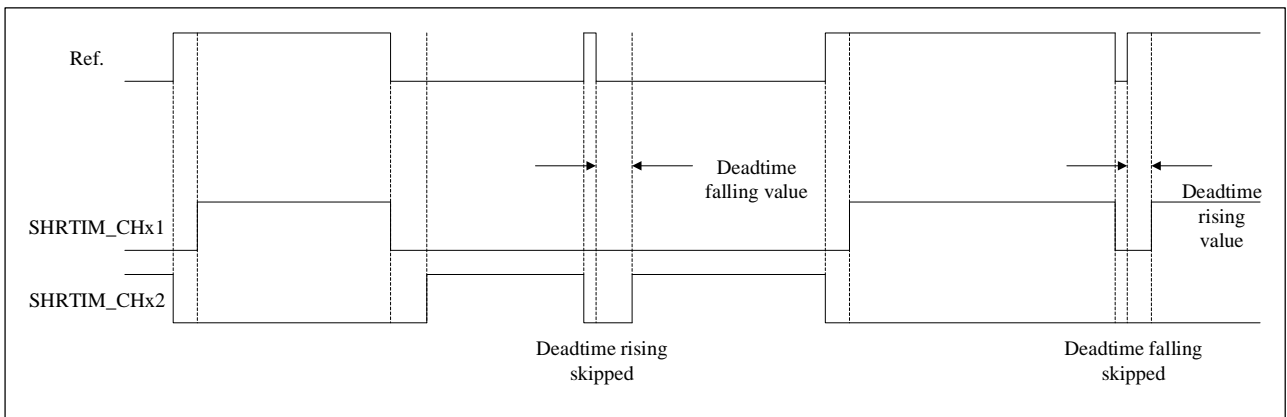 Ref.
Deadtime
falling value
Deadtime
rising
value
SHRTIM_CHx1
SHRTIM_CHx2
Deadtime rising
skipped
Deadtime falling
skipped